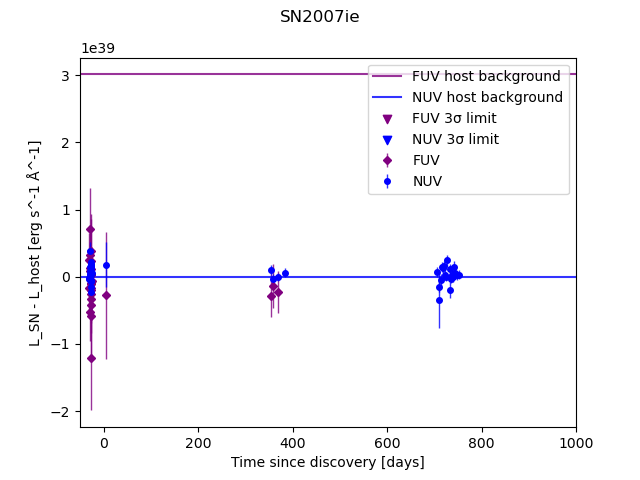 SN2007ie
1e39
FUV host background
NUV host background
FUV 3σ limit
NUV 3σ limit
FUV
NUV
3
2
1
0
−1
−2
L_SN - L_host [erg s^-1 Å^-1]
0 200 400 600 800 1000
Time since discovery [days]